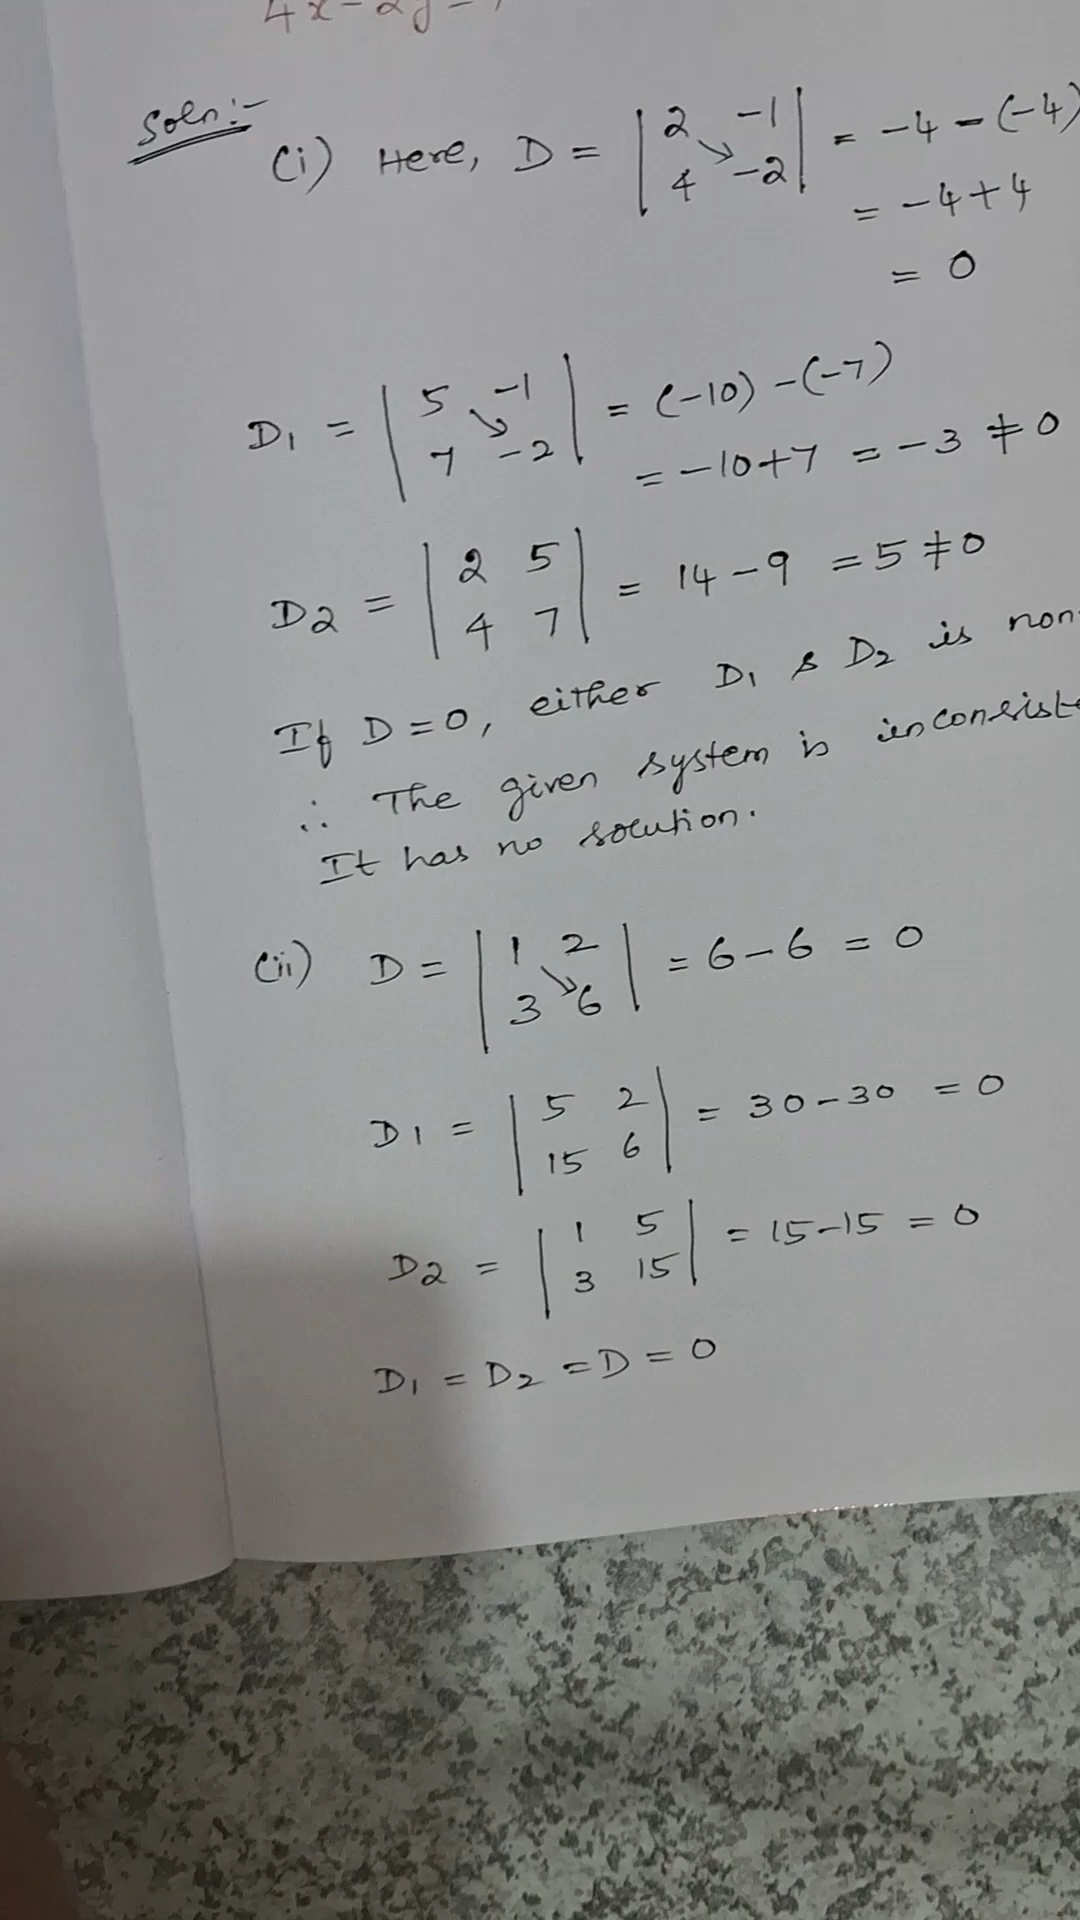 4x - 2y =
Soln:-
(i) Here, D = | 2 -1 | = -4 - (-4)
| 4 -2 |
= -4+4
= 0
D1 = | 5 -1 | = (-10) - (-7)
| 7 -2 | = -10+7 = -3 ≠ 0
D2 = | 2 5 | = 14 - 9 = 5 ≠ 0
| 4 7 |
If D = 0, either D1 & D2 is non-
∴ The given system is inconsiste
It has no solution.
(ii) D = | 1 2 | = 6 - 6 = 0
| 3 6 |
D1 = | 5 2 | = 30 - 30 = 0
| 15 6 |
D2 = | 1 5 | = 15 - 15 = 0
| 3 15 |
D1 = D2 = D = 0